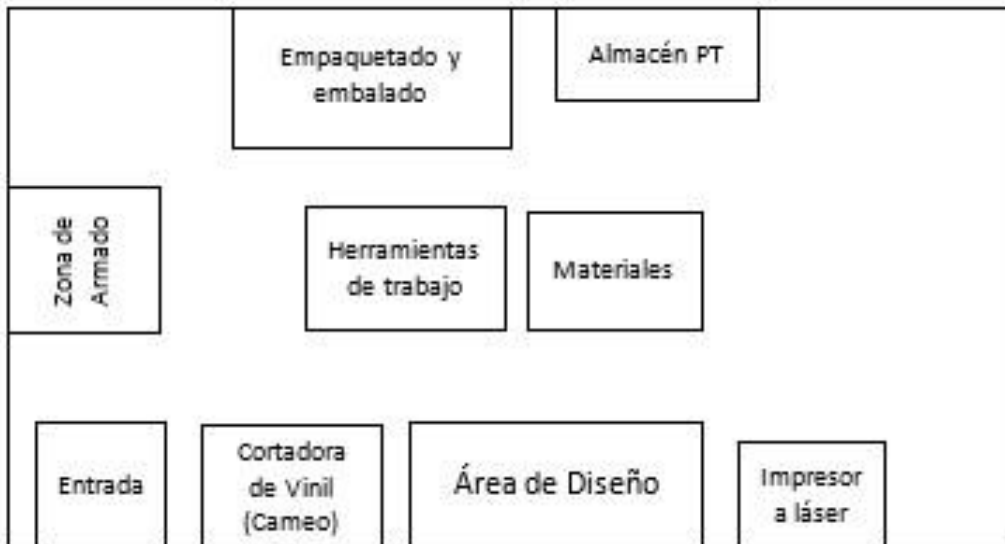 Empaquetado y
embalado
Almacén PT
Zona de
Armado
Herramientas
de trabajo
Materiales
Entrada
Cortadora
de Vinil
(Cameo)
Área de Diseño
Impresor
a láser